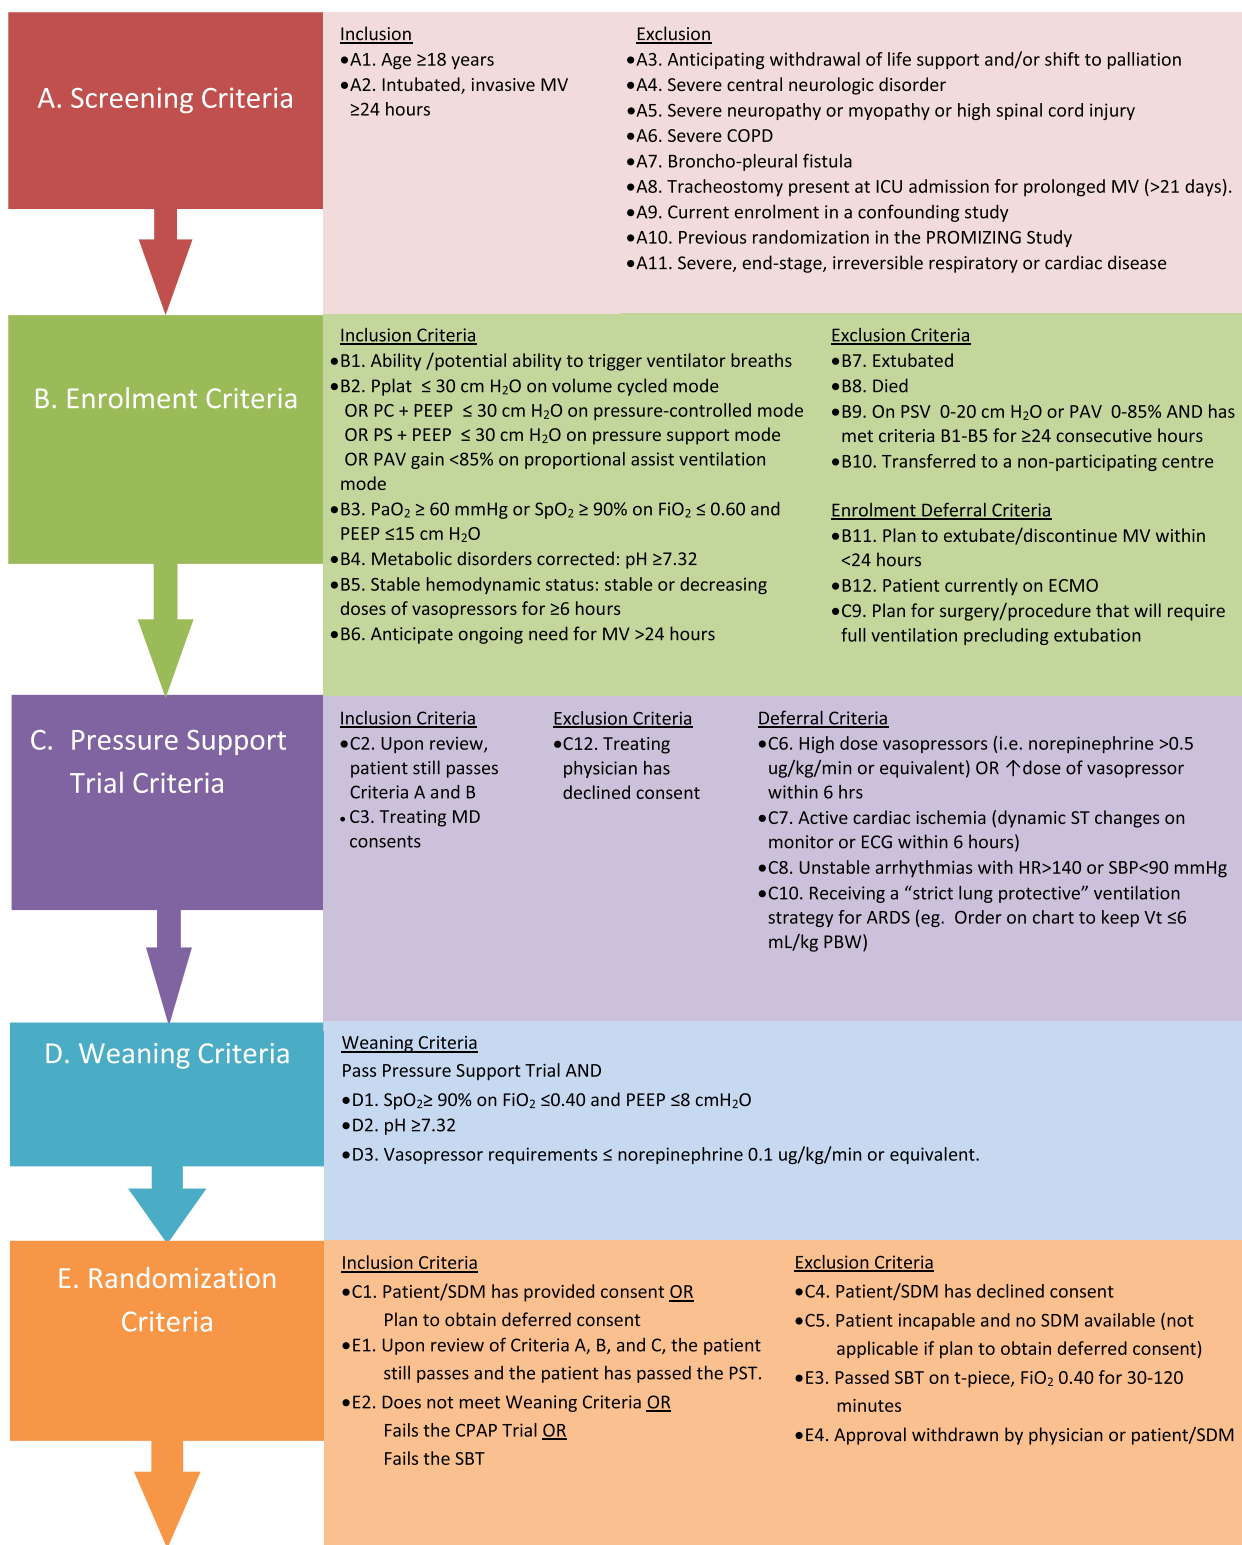 A. Screening Criteria
Inclusion
•A1. Age ≥18 years
•A2. Intubated, invasive MV
≥24 hours
Exclusion
•A3. Anticipating withdrawal of life support and/or shift to palliation
•A4. Severe central neurologic disorder
•A5. Severe neuropathy or myopathy or high spinal cord injury
•A6. Severe COPD
•A7. Broncho-pleural fistula
•A8. Tracheostomy present at ICU admission for prolonged MV (>21 days).
•A9. Current enrolment in a confounding study
•A10. Previous randomization in the PROMIZING Study
•A11. Severe, end-stage, irreversible respiratory or cardiac disease
B. Enrolment Criteria
Inclusion Criteria
•B1. Ability /potential ability to trigger ventilator breaths
•B2. Pplat ≤ 30 cm H₂O on volume cycled mode
OR PC + PEEP ≤ 30 cm H₂O on pressure-controlled mode
OR PS + PEEP ≤ 30 cm H₂O on pressure support mode
OR PAV gain <85% on proportional assist ventilation
mode
•B3. PaO₂ ≥ 60 mmHg or SpO₂ ≥ 90% on FiO₂ ≤ 0.60 and
PEEP ≤15 cm H₂O
•B4. Metabolic disorders corrected: pH ≥7.32
•B5. Stable hemodynamic status: stable or decreasing
doses of vasopressors for ≥6 hours
•B6. Anticipate ongoing need for MV >24 hours
Exclusion Criteria
•B7. Extubated
•B8. Died
•B9. On PSV 0-20 cm H₂O or PAV 0-85% AND has
met criteria B1-B5 for ≥24 consecutive hours
•B10. Transferred to a non-participating centre
Enrolment Deferral Criteria
•B11. Plan to extubate/discontinue MV within
<24 hours
•B12. Patient currently on ECMO
•C9. Plan for surgery/procedure that will require
full ventilation precluding extubation
C. Pressure Support
Trial Criteria
Inclusion Criteria
•C2. Upon review,
patient still passes
Criteria A and B
•C3. Treating MD
consents
Exclusion Criteria
•C12. Treating
physician has
declined consent
Deferral Criteria
•C6. High dose vasopressors (i.e. norepinephrine >0.5
ug/kg/min or equivalent) OR ↑dose of vasopressor
within 6 hrs
•C7. Active cardiac ischemia (dynamic ST changes on
monitor or ECG within 6 hours)
•C8. Unstable arrhythmias with HR>140 or SBP<90 mmHg
•C10. Receiving a “strict lung protective” ventilation
strategy for ARDS (eg. Order on chart to keep Vt ≤6
mL/kg PBW)
D. Weaning Criteria
Weaning Criteria
Pass Pressure Support Trial AND
•D1. SpO₂≥ 90% on FiO₂ ≤0.40 and PEEP ≤8 cmH₂O
•D2. pH ≥7.32
•D3. Vasopressor requirements ≤ norepinephrine 0.1 ug/kg/min or equivalent.
E. Randomization
Criteria
Inclusion Criteria
•C1. Patient/SDM has provided consent OR
Plan to obtain deferred consent
•E1. Upon review of Criteria A, B, and C, the patient
still passes and the patient has passed the PST.
•E2. Does not meet Weaning Criteria OR
Fails the CPAP Trial OR
Fails the SBT
Exclusion Criteria
•C4. Patient/SDM has declined consent
•C5. Patient incapable and no SDM available (not
applicable if plan to obtain deferred consent)
•E3. Passed SBT on t-piece, FiO₂ 0.40 for 30-120
minutes
•E4. Approval withdrawn by physician or patient/SDM